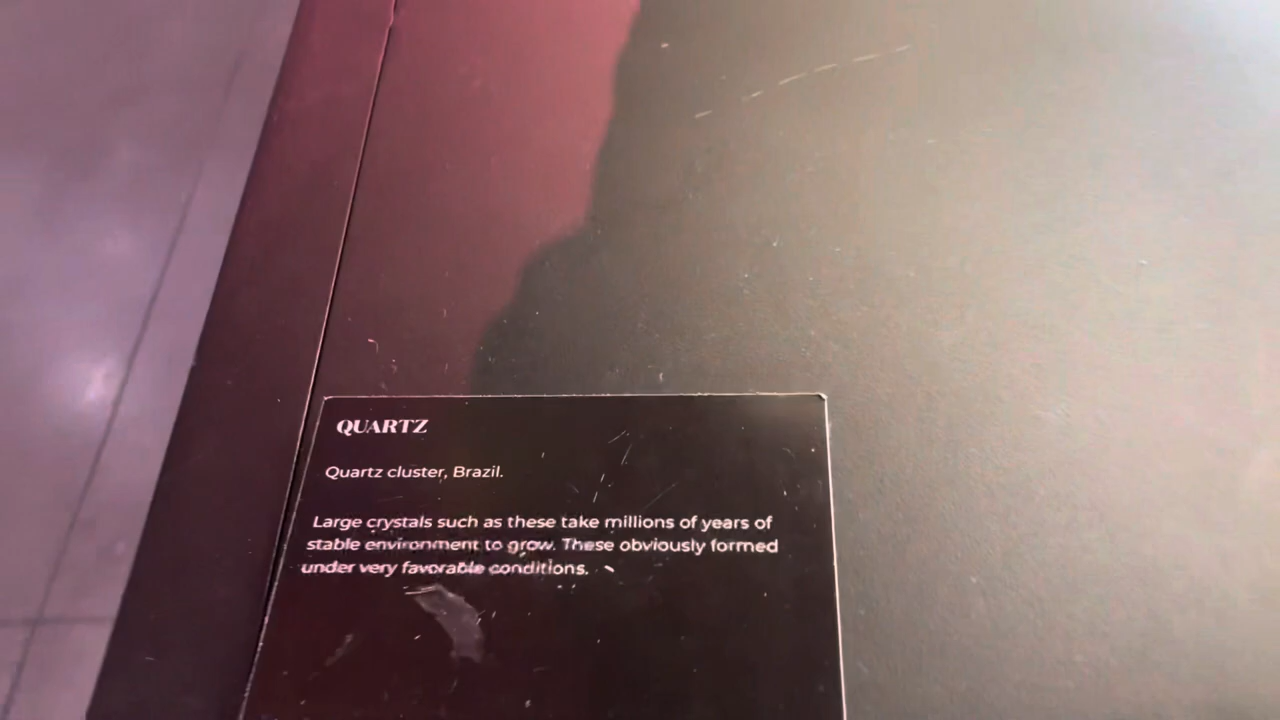 QUARTZ
Quartz cluster, Brazil.
Large crystals such as these take millions of years of
stable environment to grow. These obviously formed
under very favorable conditions.